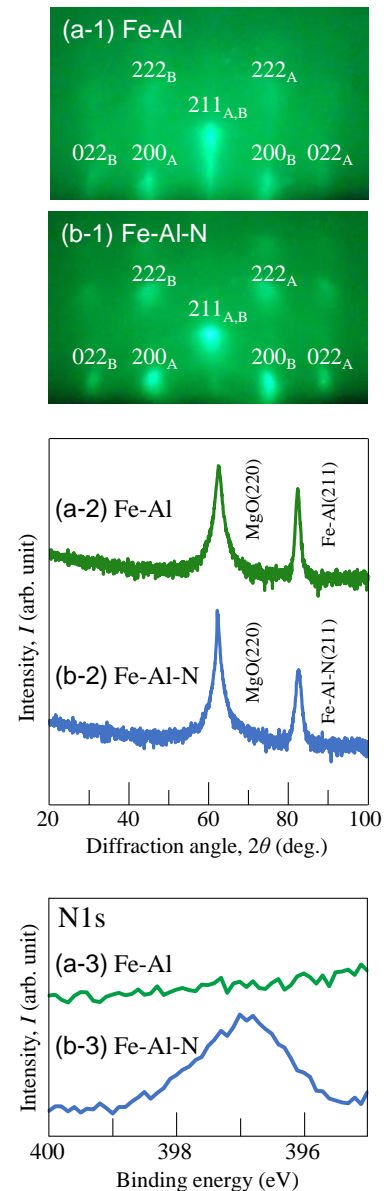 (a-1) Fe-Al
222B 222A
211A,B
022B 200A 200B 022A
(b-1) Fe-Al-N
222B 222A
211A,B
022B 200A 200B 022A
Intensity, I (arb. unit)
(a-2) Fe-Al
MgO(220)
Fe-Al(211)
(b-2) Fe-Al-N
MgO(220)
Fe-Al-N(211)
20 40 60 80 100
Diffraction angle, 2θ (deg.)
Intensity, I (arb. unit)
N1s
(a-3) Fe-Al
(b-3) Fe-Al-N
400 398 396
Binding energy (eV)